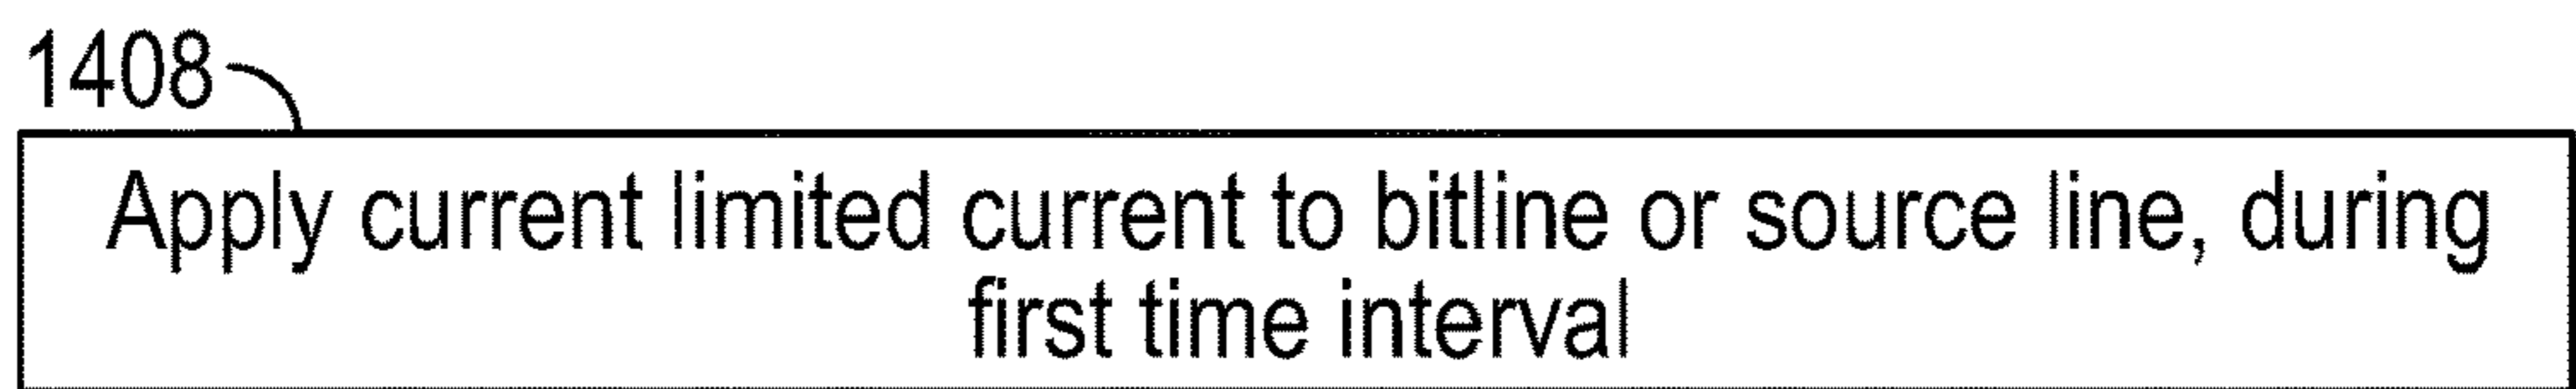 1408
Apply current limited current to bitline or source line, during
first time interval